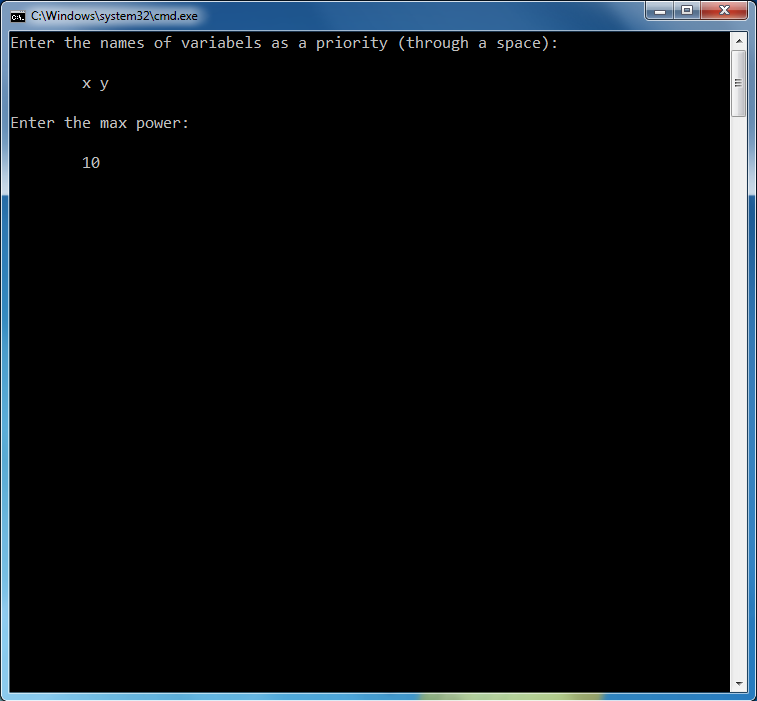 C:\Windows\system32\cmd.exe
Enter the names of variabels as a priority (through a space):
x y
Enter the max power:
10